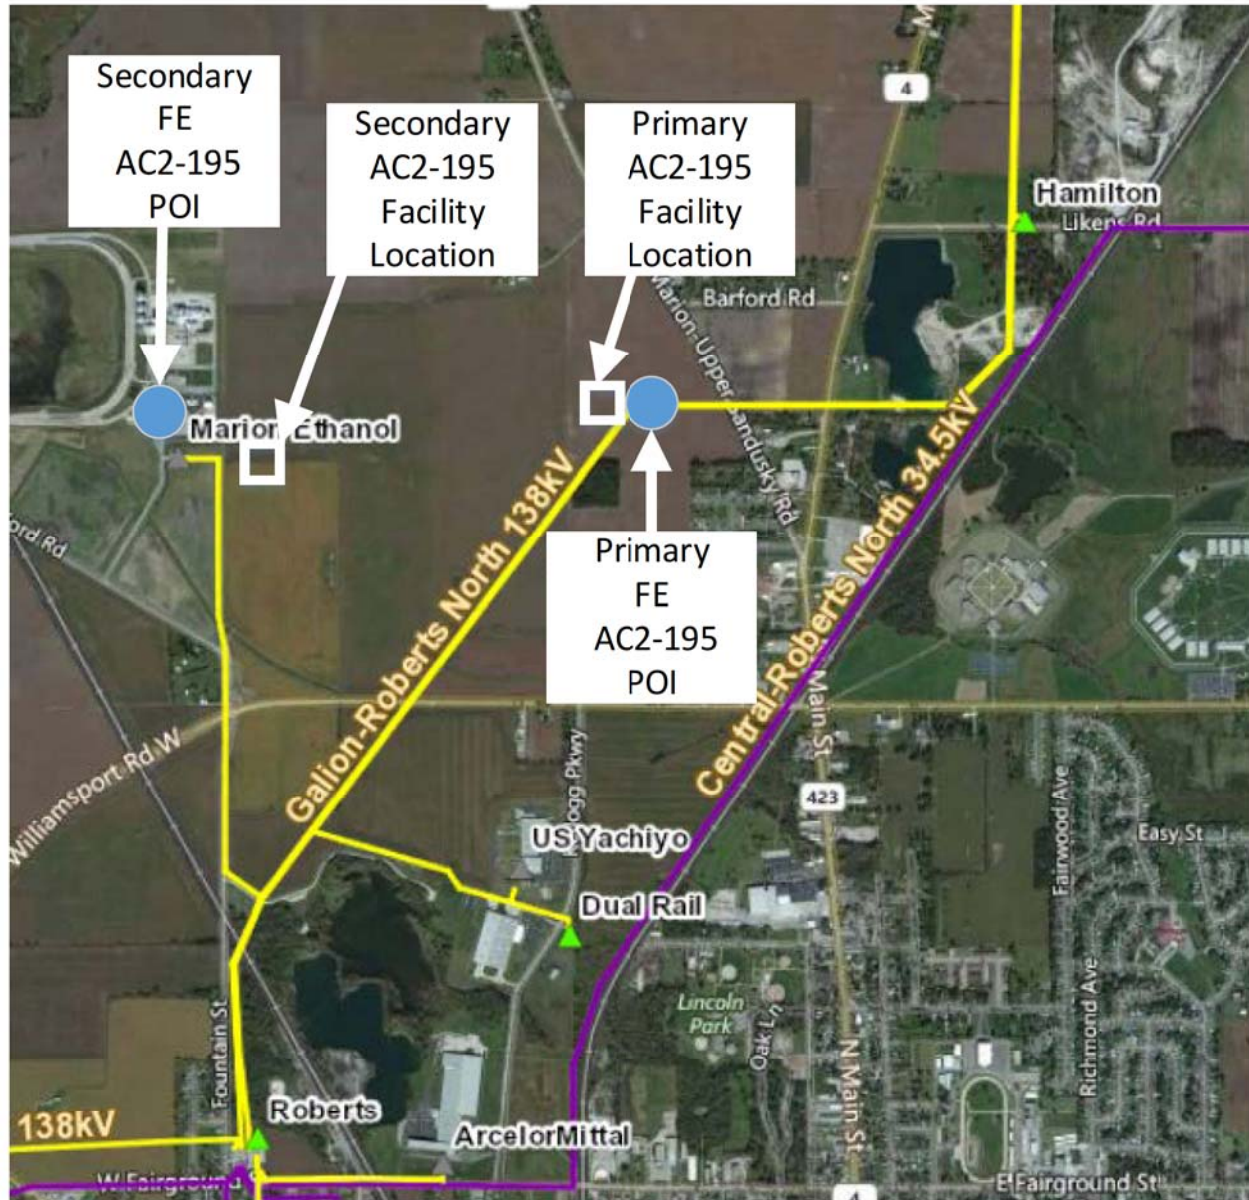 Secondary
FE
AC2-195
POI
Secondary
AC2-195
Facility
Location
Primary
AC2-195
Facility
Location
4
Hamilton
Likens Rd
Barford Rd
Marion-Upper Sandusky Rd
Marion Ethanol
ford Rd
Galion-Roberts North 138kV
Central-Roberts North 34.5kV
Primary
FE
AC2-195
POI
Williamsport Rd W
ogg Pkwy
Main St
423
US Yachiyo
Fairwood Ave
Easy St
Dual Rail
Lincoln
Park
Oak Ln
Richmond Ave
Fountain St
N Main St
Roberts
138kV
ArcelorMittal
W Fairground
E Fairground St
4